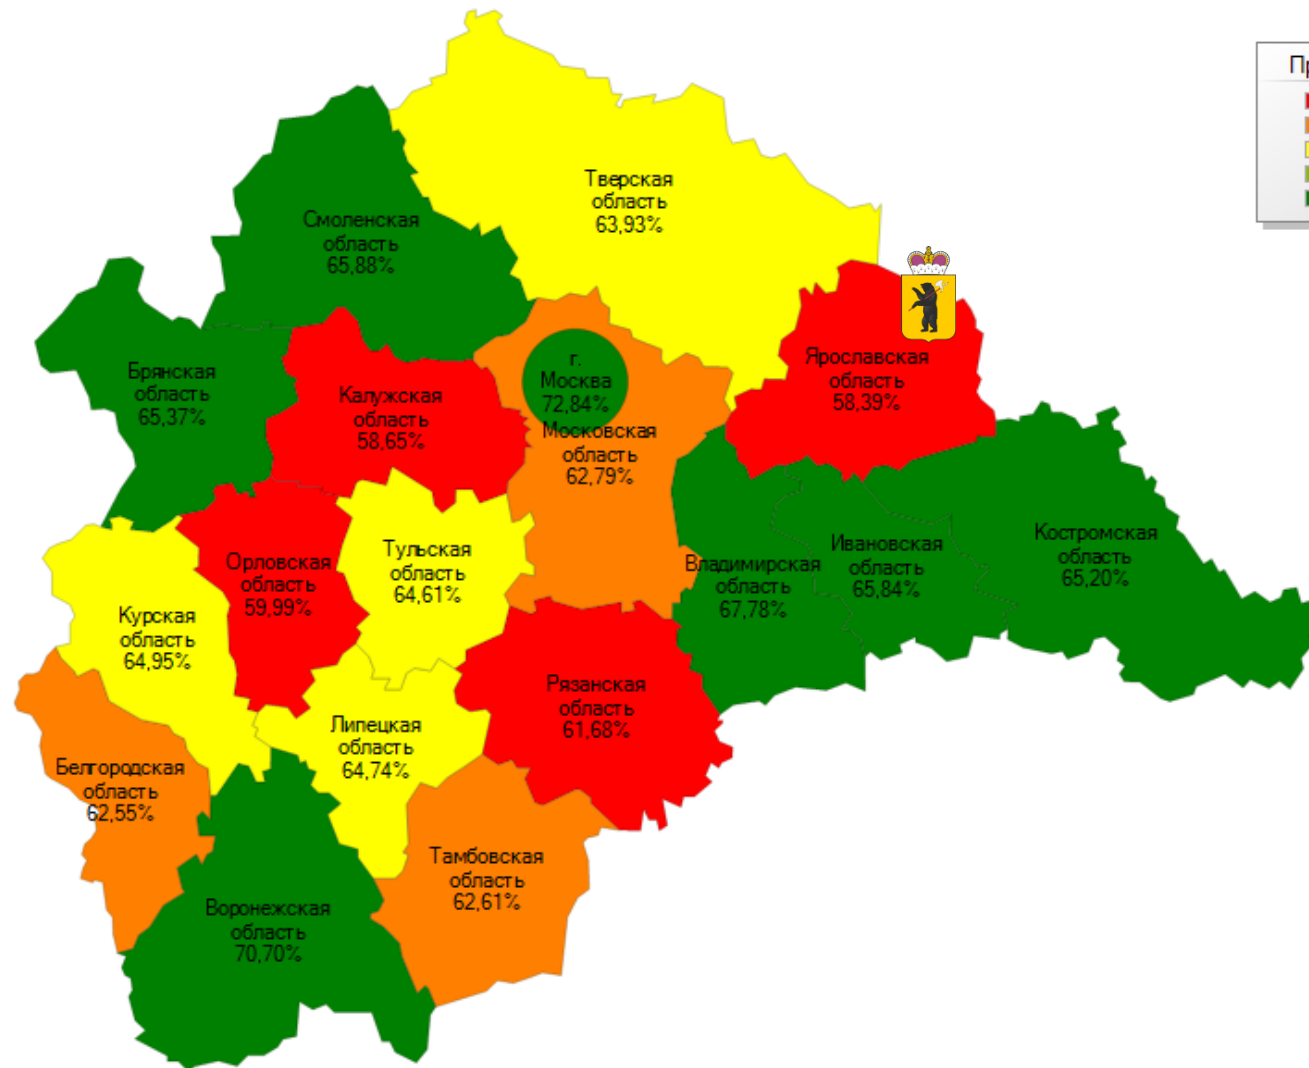 Пр
Тверская
область
63,93%
Смоленская
область
65,88%
Ярославская
область
58,39%
Брянская
область
65,37%
Калужская
область
58,65%
г.
Москва
72,84%
Московская
область
62,79%
Орловская
область
59,99%
Тульская
область
64,61%
Владимирская
область
67,78%
Ивановская
область
65,84%
Костромская
область
65,20%
Курская
область
64,95%
Рязанская
область
61,68%
Липецкая
область
64,74%
Белгородская
область
62,55%
Тамбовская
область
62,61%
Воронежская
область
70,70%